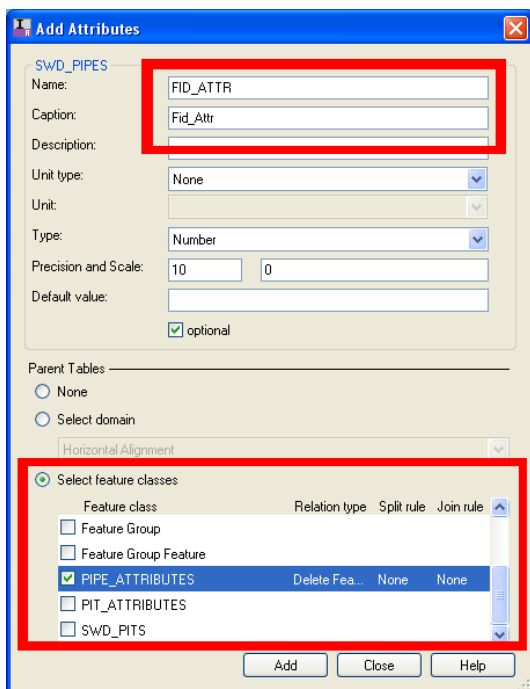 Add Attributes
SWD_PIPES
Name: FID_ATTR
Caption: Fid_Attr
Description:
Unit type: None
Unit:
Type: Number
Precision and Scale: 10 0
Default value:
optional
Parent Tables
None
Select domain
Horizontal Alignment
Select feature classes
Feature class Relation type Split rule Join rule
Feature Group
Feature Group Feature
PIPE_ATTRIBUTES Delete Fea... None None
PIT_ATTRIBUTES
SWD_PITS
Add Close Help